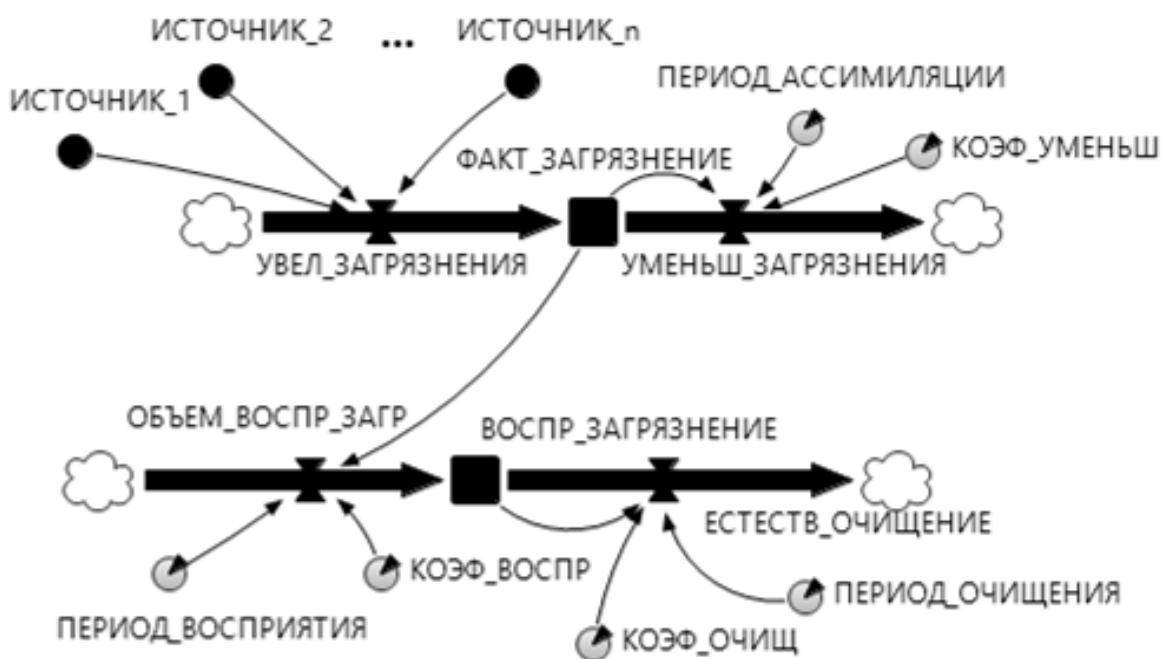 ИСТОЧНИК_2
...
ИСТОЧНИК_n
ИСТОЧНИК_1
ПЕРИОД_АССИМИЛЯЦИИ
ФАКТ_ЗАГРЯЗНЕНИЕ
КОЭФ_УМЕНЬШ
УВЕЛ_ЗАГРЯЗНЕНИЯ
УМЕНЬШ_ЗАГРЯЗНЕНИЯ
ОБЪЕМ_ВОСПР_ЗАГР
ВОСПР_ЗАГРЯЗНЕНИЕ
ЕСТЕСТВ_ОЧИЩЕНИЕ
КОЭФ_ВОСПР
ПЕРИОД_ОЧИЩЕНИЯ
ПЕРИОД_ВОСПРИЯТИЯ
КОЭФ_ОЧИЩ